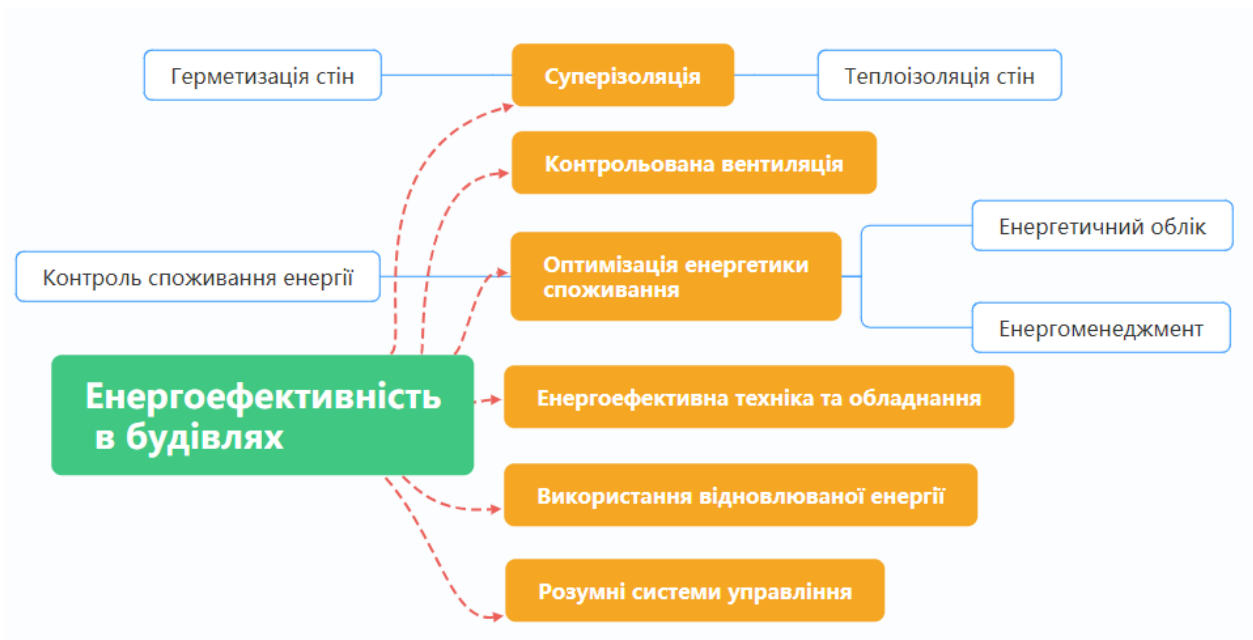 Герметизація стін
Суперізоляція
Теплоізоляція стін
Контрольована вентиляція
Контроль споживання енергії
Оптимізація енергетики
споживання
Енергетичний облік
Енергоменеджмент
Енергоефективність
в будівлях
Енергоефективна техніка та обладнання
Використання відновлюваної енергії
Розумні системи управління